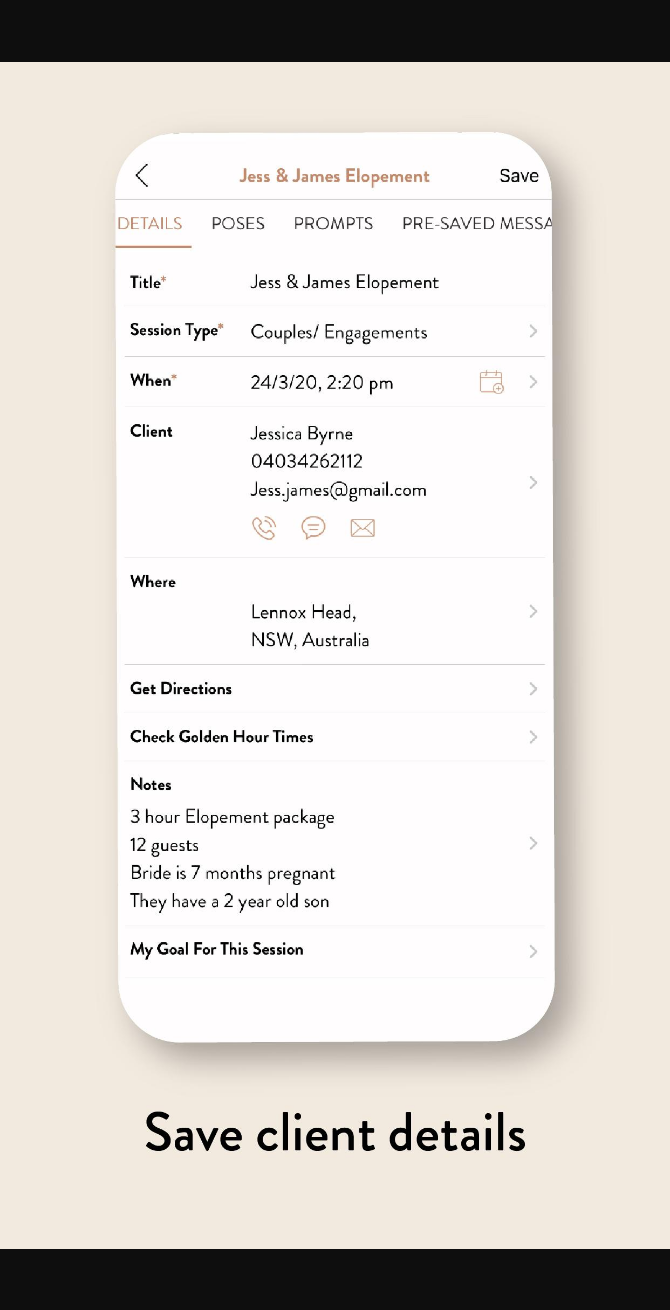 Jess & James Elopement Save
DETAILS POSES PROMPTS PRE-SAVED MESSA
Title* Jess & James Elopement
Session Type* Couples/ Engagements
When* 24/3/20, 2:20 pm
Client Jessica Byrne
04034262112
Jess.james@gmail.com
Where
Lennox Head,
NSW, Australia
Get Directions
Check Golden Hour Times
Notes
3 hour Elopement package
12 guests
Bride is 7 months pregnant
They have a 2 year old son
My Goal For This Session
Save client details